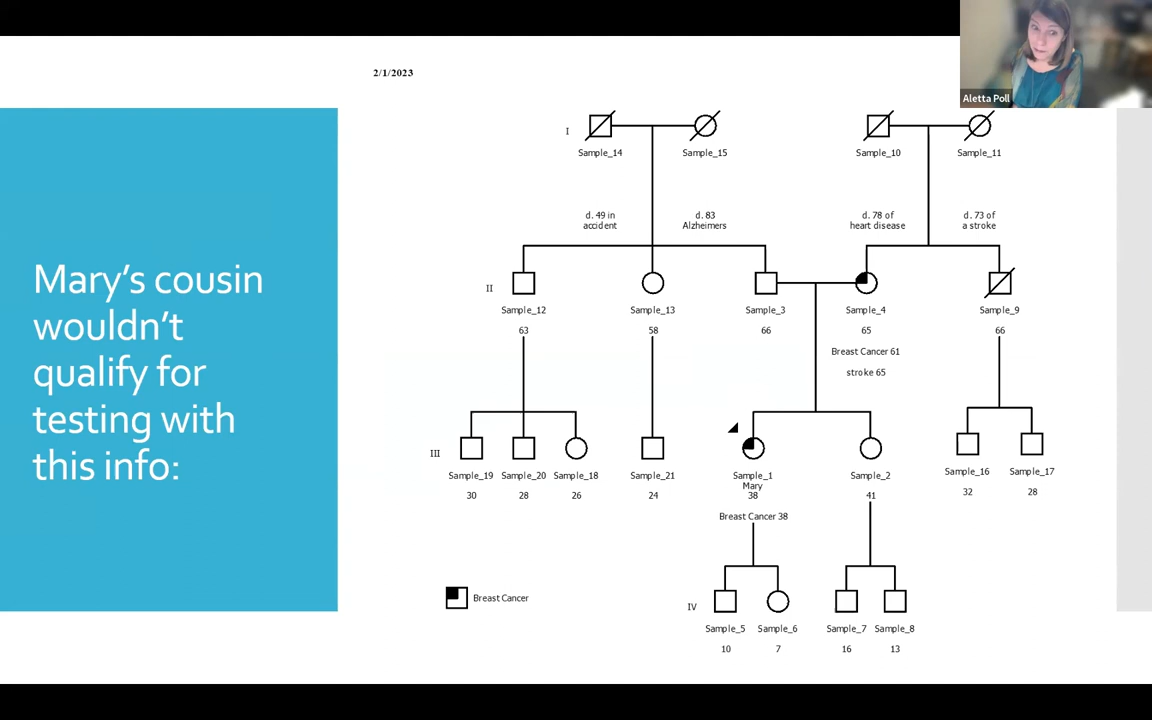 Aletta Poll
2/1/2023
Mary's cousin
wouldn't
qualify for
testing with
this info:
I
Sample_14 Sample_15 Sample_10 Sample_11
d. 49 in d. 83 d. 78 of d. 73 of
accident Alzheimers heart disease a stroke
II
Sample_12 Sample_13 Sample_3 Sample_4 Sample_9
63 58 66 65 66
Breast Cancer 61
stroke 65
III
Sample_19 Sample_20 Sample_18 Sample_21 Sample_1 Sample_2 Sample_16 Sample_17
Mary
30 28 26 24 38 41 32 28
Breast Cancer 38
Breast Cancer
IV
Sample_5 Sample_6 Sample_7 Sample_8
10 7 16 13